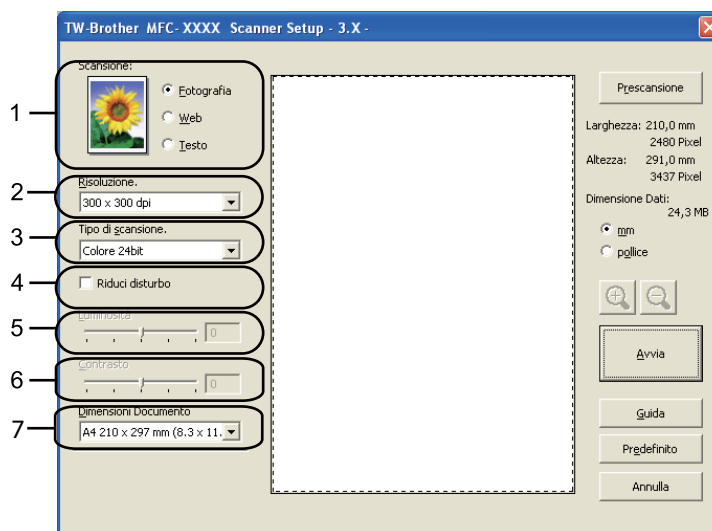 TW-Brother MFC-XXXX Scanner Setup - 3.X -
Scansione:
1
Fotografia
Web
Testo
2
Risoluzione.
300 x 300 dpi
3
Tipo di scansione.
Colore 24bit
4
Riduci disturbo
5
Luminosità
0
6
Contrasto
0
7
Dimensioni Documento
A4 210 x 297 mm (8.3 x 11.
Prescansione
Larghezza: 210,0 mm
2480 Pixel
Altezza: 291,0 mm
3437 Pixel
Dimensione Dati:
24,3 MB
mm
pollice
Avvia
Guida
Predefinito
Annulla